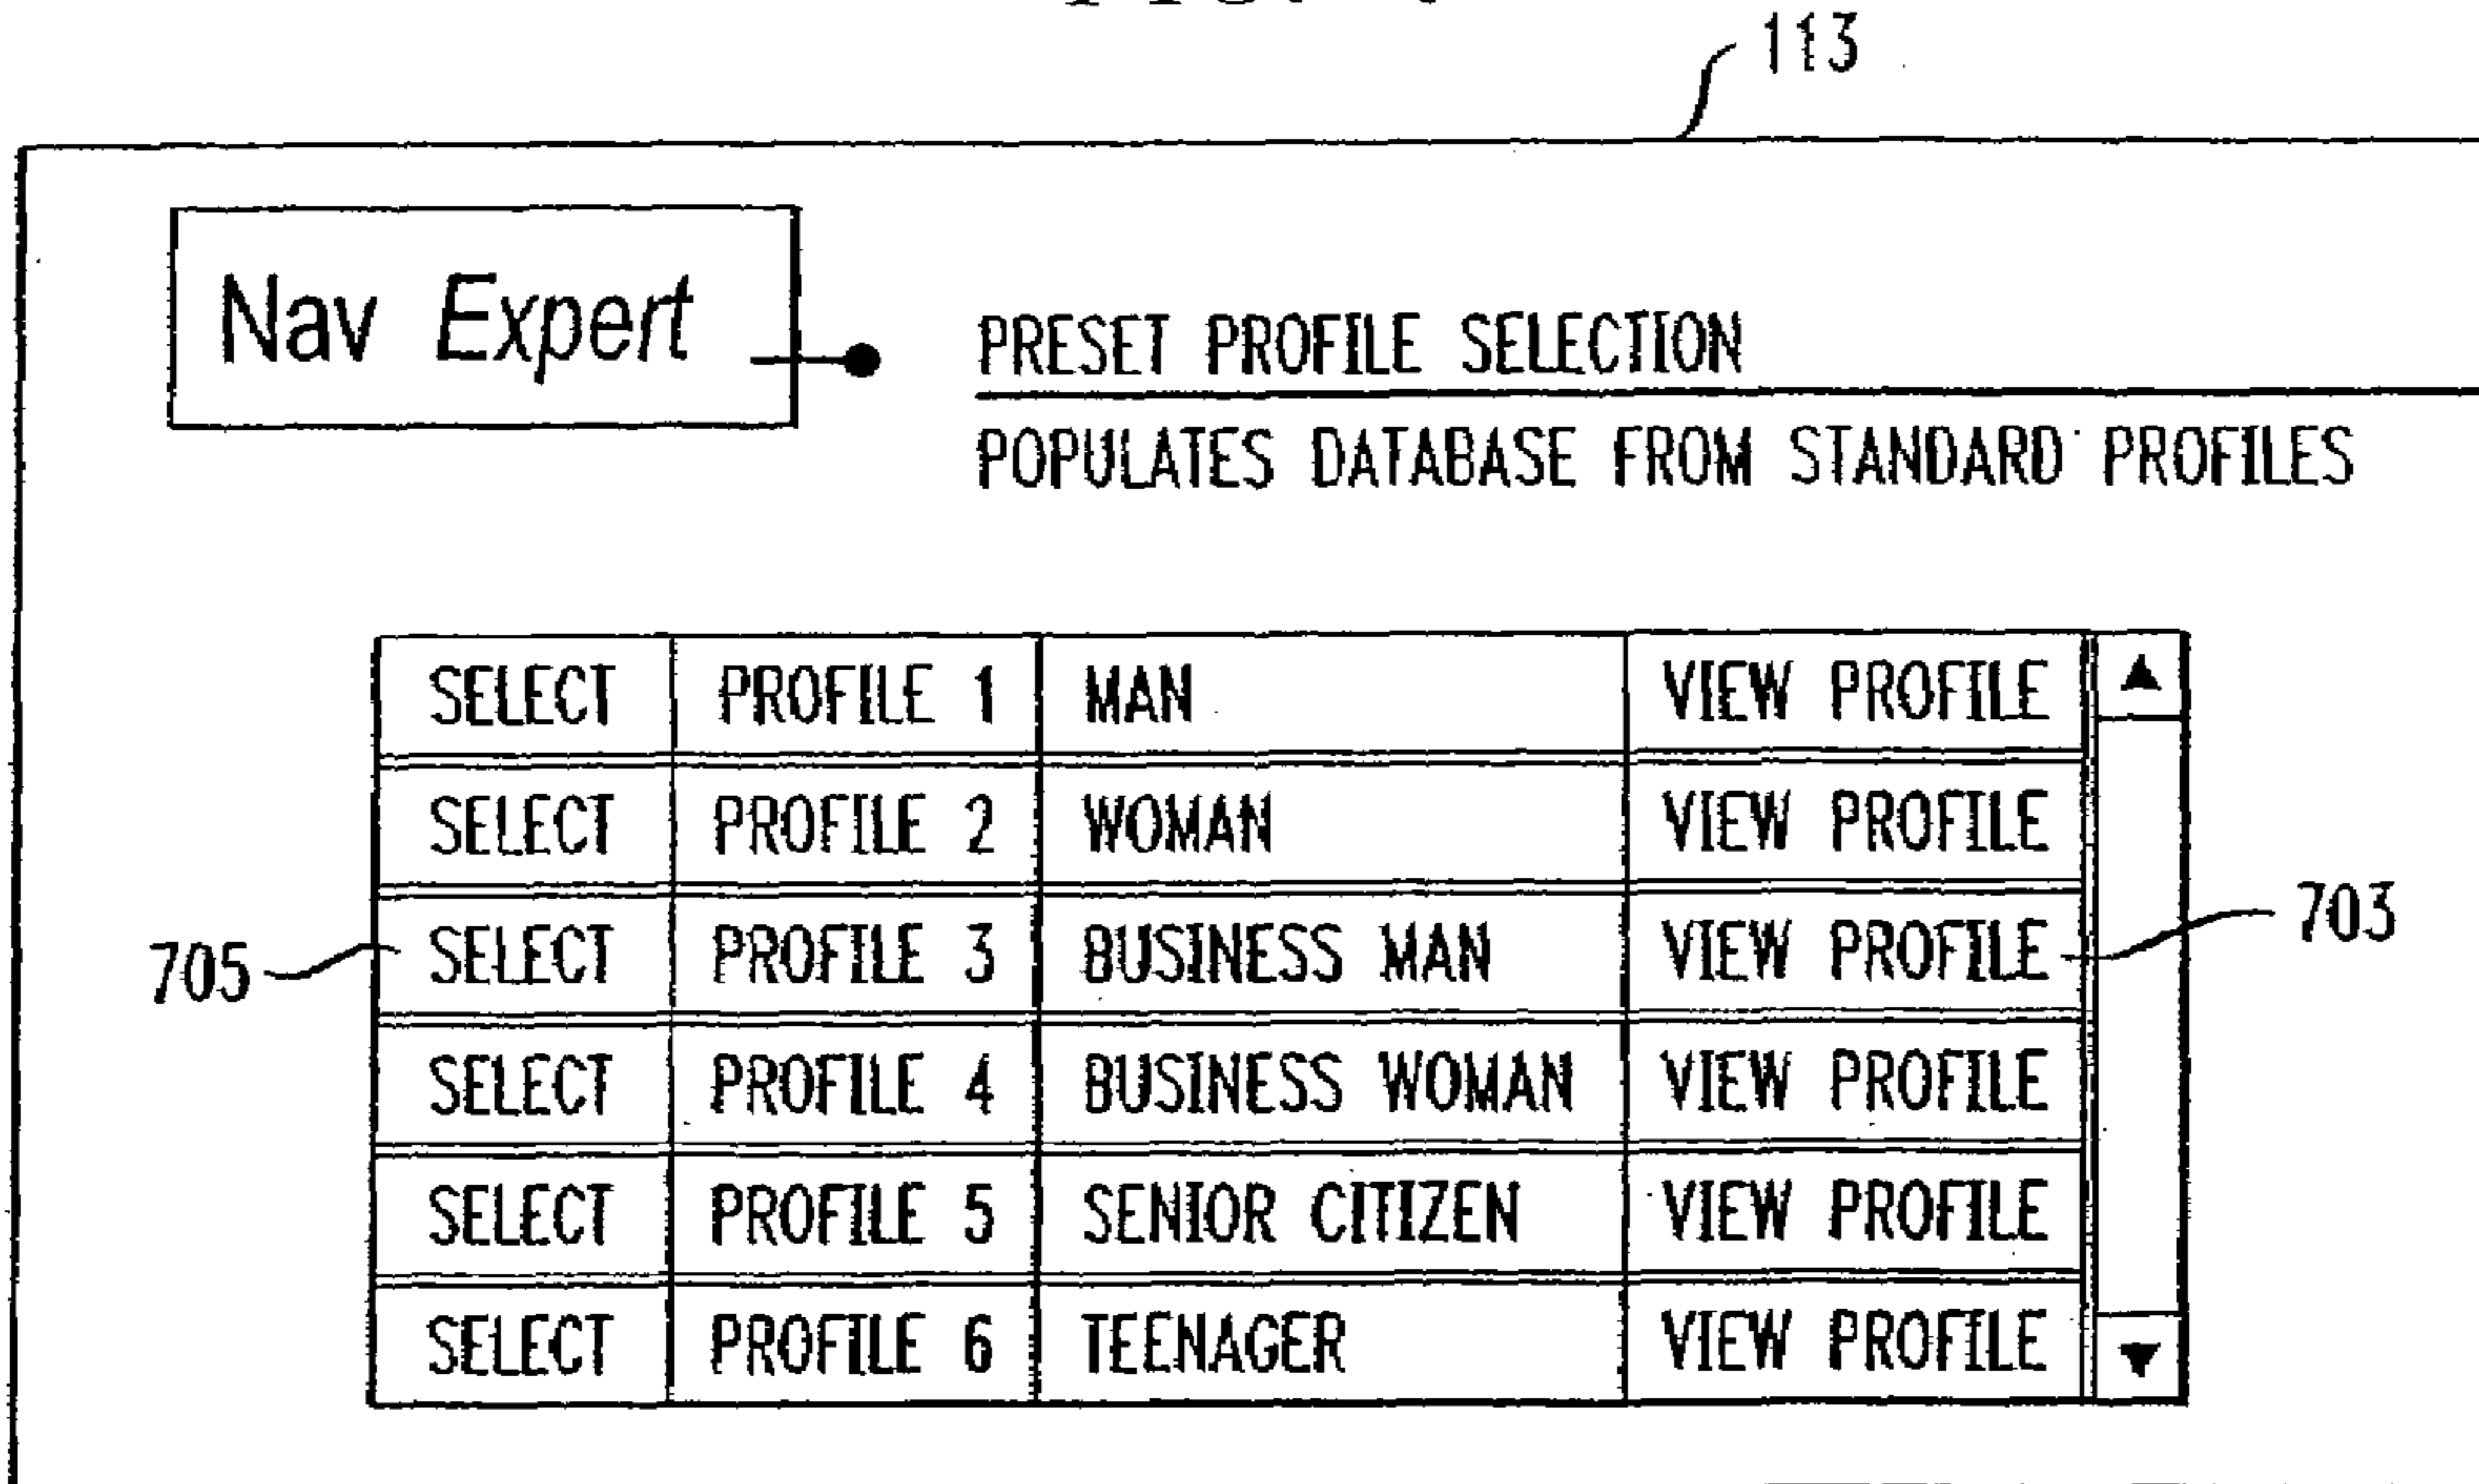 113
Nav Expert
PRESET PROFILE SELECTION
POPULATES DATABASE FROM STANDARD PROFILES
SELECT PROFILE 1 MAN VIEW PROFILE
SELECT PROFILE 2 WOMAN VIEW PROFILE
705 SELECT PROFILE 3 BUSINESS MAN VIEW PROFILE 703
SELECT PROFILE 4 BUSINESS WOMAN VIEW PROFILE
SELECT PROFILE 5 SENIOR CITIZEN VIEW PROFILE
SELECT PROFILE 6 TEENAGER VIEW PROFILE